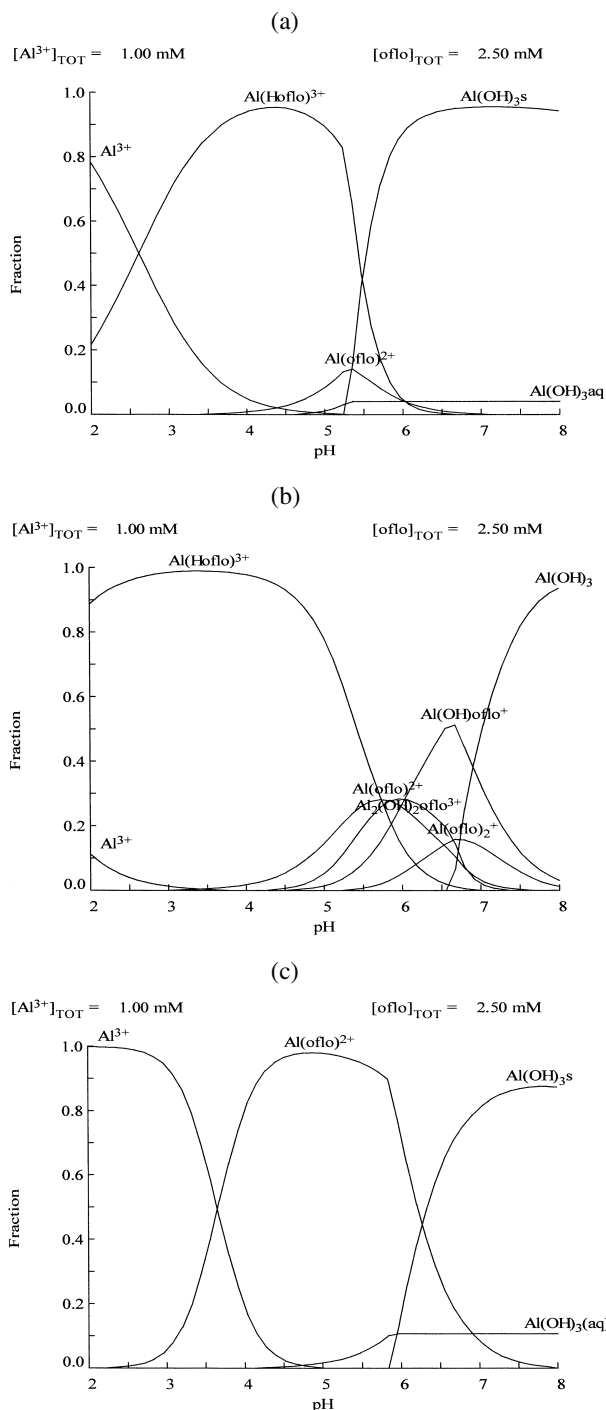 (a)
[Al³⁺]TOT = 1.00 mM [oflo]TOT = 2.50 mM
Al(Hoflo)³⁺ Al(OH)₃s
1.0
Al³⁺
0.8
0.6
Fraction
0.4
Al(oflo)²⁺
0.2
Al(OH)₃aq
0.0
2 3 4 5 6 7 8
pH
(b)
[Al³⁺]TOT = 1.00 mM [oflo]TOT = 2.50 mM
Al(Hoflo)³⁺
1.0
Al(OH)₃
0.8
0.6
Al(OH)oflo⁺
Fraction
0.4
Al(oflo)²⁺
Al₂(OH)₂oflo³⁺
0.2
Al(oflo)₂⁺
Al³⁺
0.0
2 3 4 5 6 7 8
pH
(c)
[Al³⁺]TOT = 1.00 mM [oflo]TOT = 2.50 mM
Al³⁺ Al(oflo)²⁺
1.0
Al(OH)₃s
0.8
0.6
Fraction
0.4
0.2
Al(OH)₃(aq)
0.0
2 3 4 5 6 7 8
pH